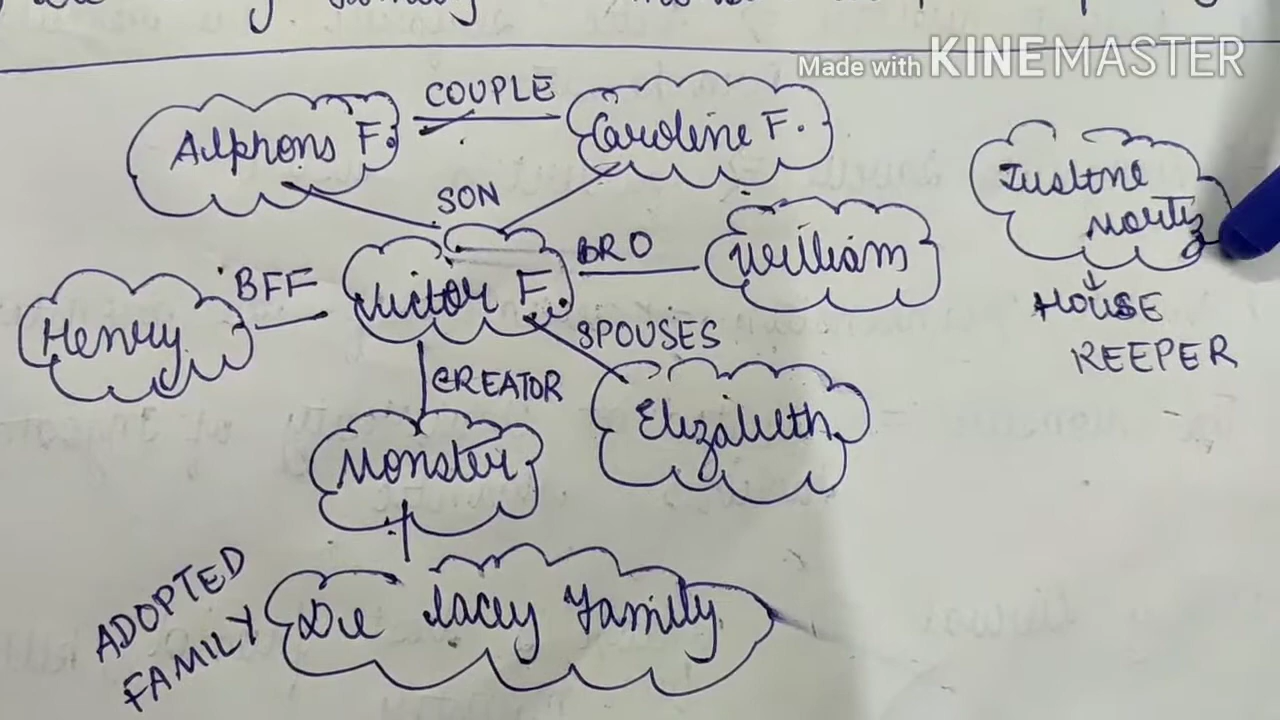 Made with KINEMASTER
COUPLE
Alphons F.
Caroline F.
Justine
Moritz
SON
BRO
William
BFF
Victor F.
Henry
HOUSE
KEEPER
SPOUSES
CREATOR
Elizabeth
Monster
ADOPTED
FAMILY
De lacey Family